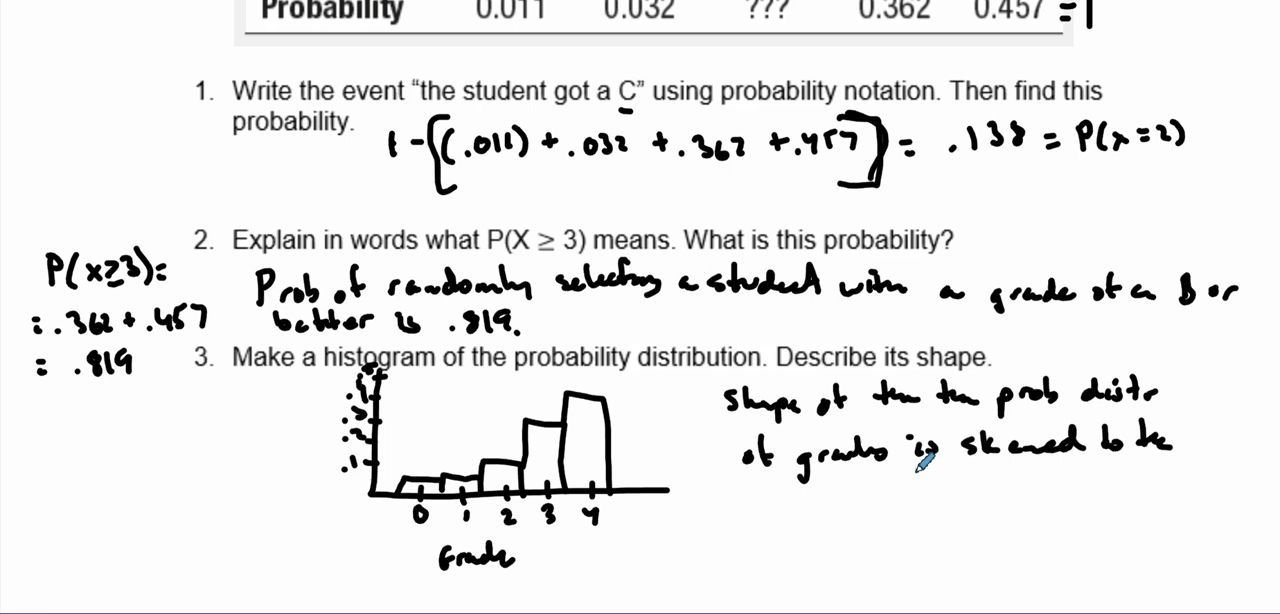 Probability 0.011 0.032 ??? 0.362 0.457 = 1
1. Write the event “the student got a C” using probability notation. Then find this
probability.
1 - [(.011) + .032 + .362 + .457] = .138 = P(x=2)
2. Explain in words what P(X ≥ 3) means. What is this probability?
P(x≥3)=
= .362 + .457
= .819
Prob of randomly selecting a student with a grade of a B or
better is .819.
3. Make a histogram of the probability distribution. Describe its shape.
.4
.3
.2
.1
0 1 2 3 4
Grade
Shape of the the prob distr
of grades is skewed to the